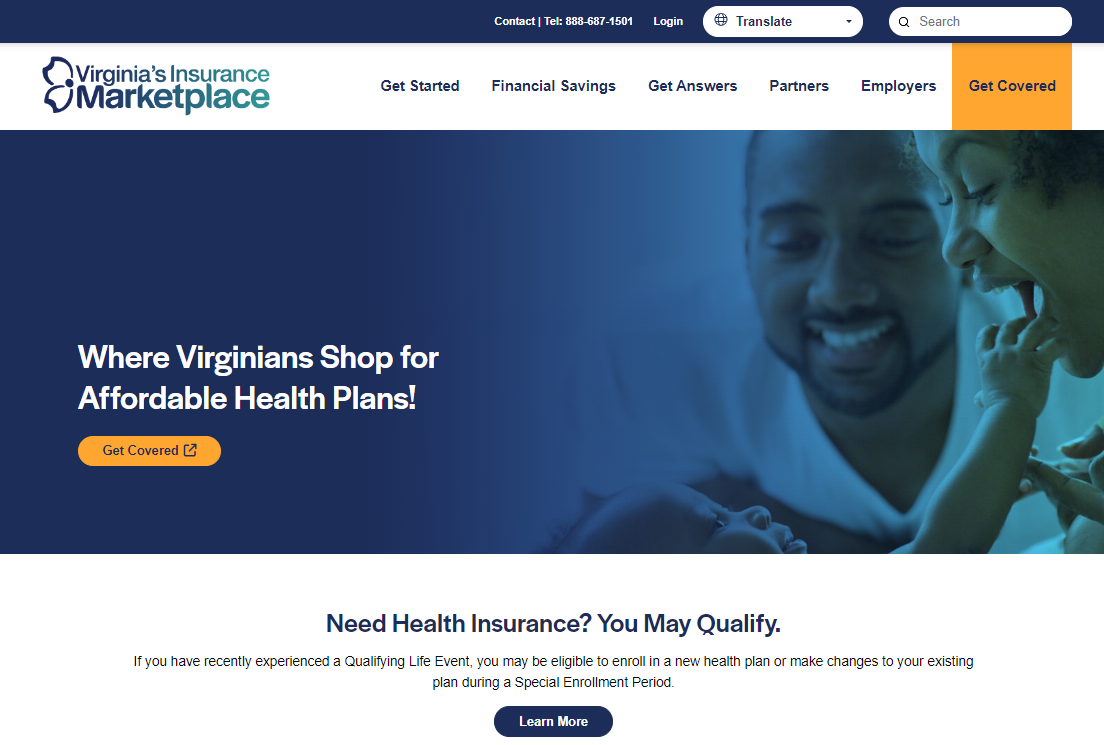 Contact | Tel: 888-687-1501 Login Translate Search
Virginia's Insurance
Marketplace
Get Started Financial Savings Get Answers Partners Employers Get Covered
Where Virginians Shop for
Affordable Health Plans!
Get Covered
Need Health Insurance? You May Qualify.
If you have recently experienced a Qualifying Life Event, you may be eligible to enroll in a new health plan or make changes to your existing
plan during a Special Enrollment Period.
Learn More